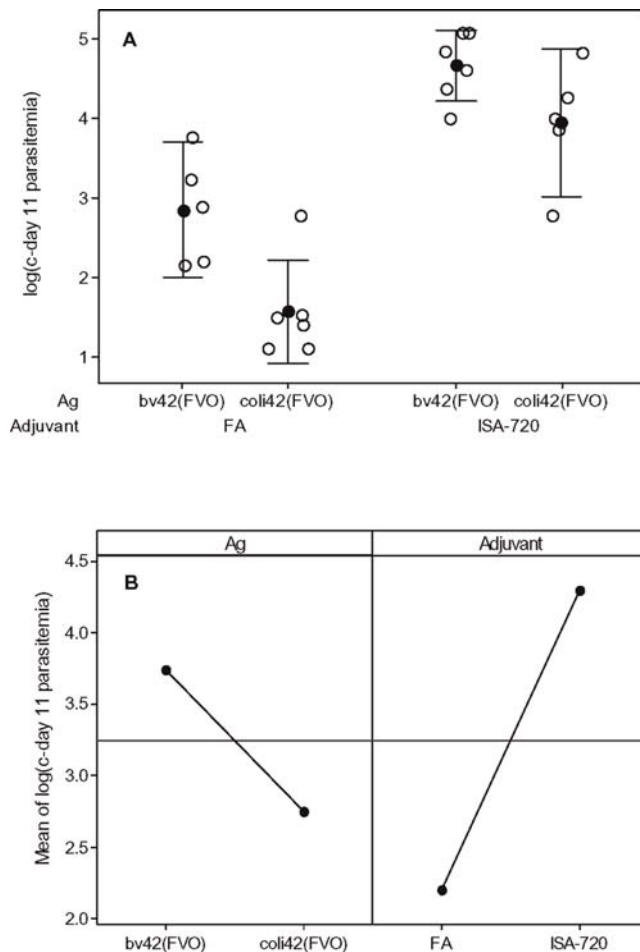 A
log(c-day 11 parasitemia)
5
4
3
2
1
Ag bv42(FVO) coli42(FVO) bv42(FVO) coli42(FVO)
Adjuvant FA ISA-720
Ag Adjuvant
B
Mean of log(c-day 11 parasitemia)
4.5
4.0
3.5
3.0
2.5
2.0
bv42(FVO) coli42(FVO) FA ISA-720